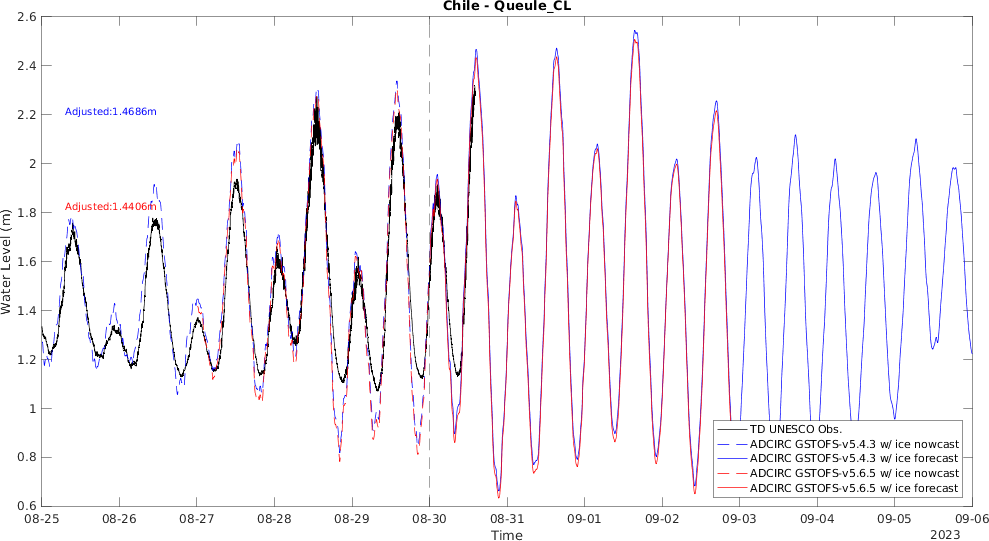 Chile - Queule_CL
2.6
2.4
2.2
2
1.8
1.6
1.4
1.2
1
0.8
0.6
Water Level (m)
Adjusted:1.4686m
Adjusted:1.4406m
TD UNESCO Obs.
ADCIRC GSTOFS-v5.4.3 w/ ice nowcast
ADCIRC GSTOFS-v5.4.3 w/ ice forecast
ADCIRC GSTOFS-v5.6.5 w/ ice nowcast
ADCIRC GSTOFS-v5.6.5 w/ ice forecast
08-25 08-26 08-27 08-28 08-29 08-30 08-31 09-01 09-02 09-03 09-04 09-05 09-06
Time
2023